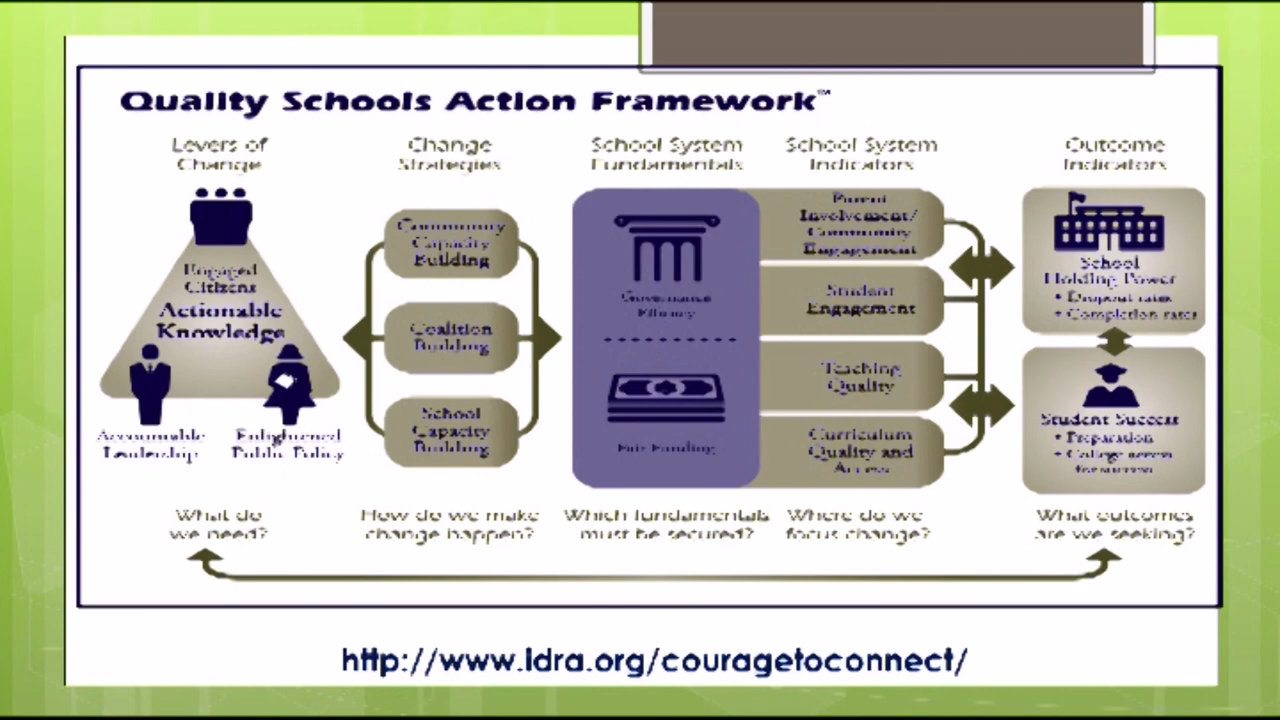 Quality Schools Action Framework™
Levers of
Change
Engaged
Citizens
Actionable
Knowledge
Accountable
Leadership
Enlightened
Public Policy
What do
we need?
Change
Strategies
Community
Capacity
Building
Coalition
Building
School
Capacity
Building
How do we make
change happen?
School System
Fundamentals
Governance
Efficacy
Fair Funding
Which fundamentals
must be secured?
School System
Indicators
Parent
Involvement/
Community
Engagement
Student
Engagement
Teaching
Quality
Curriculum
Quality and
Access
Where do we
focus change?
Outcome
Indicators
School
Holding Power
• Dropout rates
• Completion rates
Student Success
• Preparation
• College access
What outcomes
are we seeking?
http://www.idra.org/couragetoconnect/